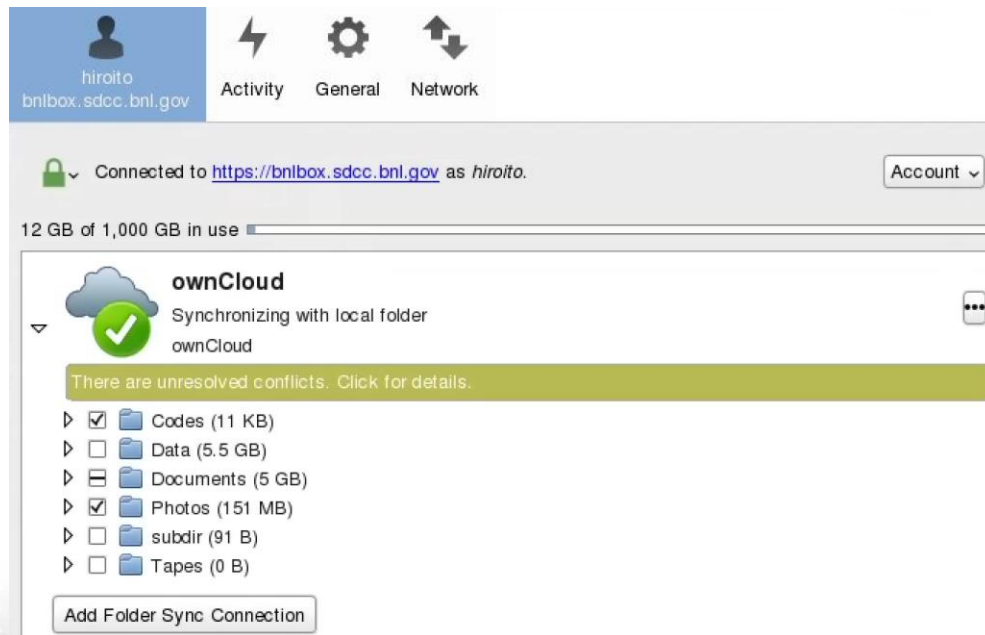 hiroito
bnlbox.sdcc.bnl.gov
Activity
General
Network
Connected to https://bnlbox.sdcc.bnl.gov as hiroito.
Account
12 GB of 1,000 GB in use
ownCloud
Synchronizing with local folder
ownCloud
There are unresolved conflicts. Click for details.
Codes (11 KB)
Data (5.5 GB)
Documents (5 GB)
Photos (151 MB)
subdir (91 B)
Tapes (0 B)
Add Folder Sync Connection